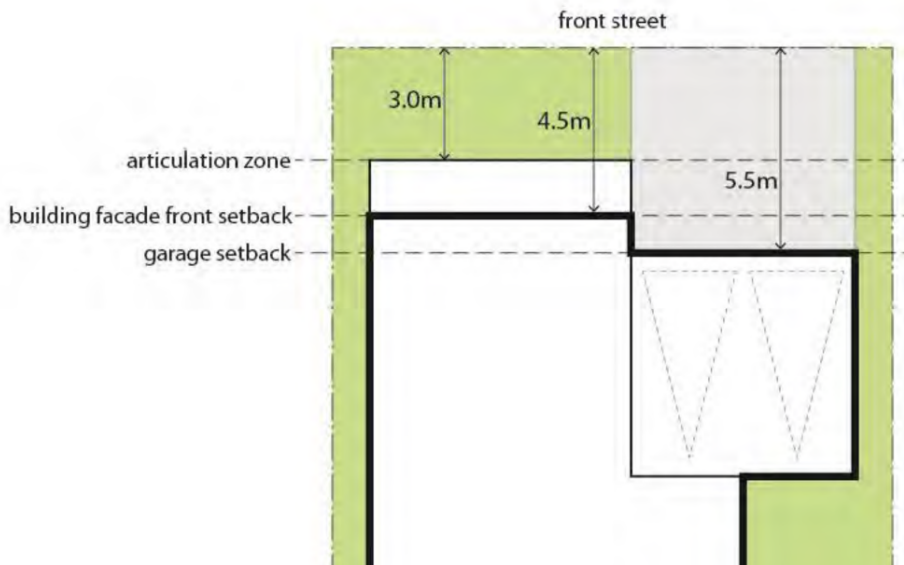 front street
3.0m
4.5m
5.5m
articulation zone
building facade front setback
garage setback